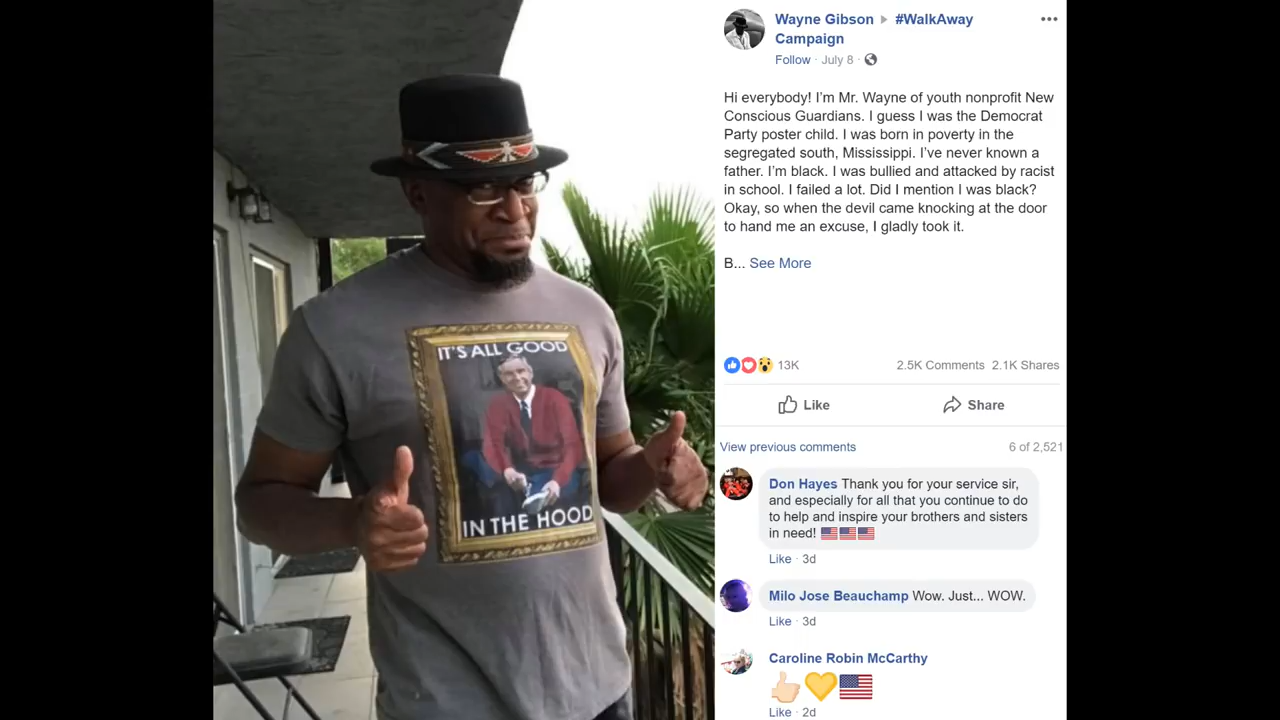 IT'S ALL GOOD
IN THE HOOD
Wayne Gibson ▸ #WalkAway
Campaign
Follow · July 8 ·
Hi everybody! I'm Mr. Wayne of youth nonprofit New
Conscious Guardians. I guess I was the Democrat
Party poster child. I was born in poverty in the
segregated south, Mississippi. I've never known a
father. I'm black. I was bullied and attacked by racist
in school. I failed a lot. Did I mention I was black?
Okay, so when the devil came knocking at the door
to hand me an excuse, I gladly took it.
B... See More
13K 2.5K Comments 2.1K Shares
Like Share
View previous comments 6 of 2,521
Don Hayes Thank you for your service sir,
and especially for all that you continue to do
to help and inspire your brothers and sisters
in need! 🇺🇸🇺🇸🇺🇸
Like · 3d
Milo Jose Beauchamp Wow. Just... WOW.
Like · 3d
Caroline Robin McCarthy
👍🏻💛🇺🇸
Like · 2d